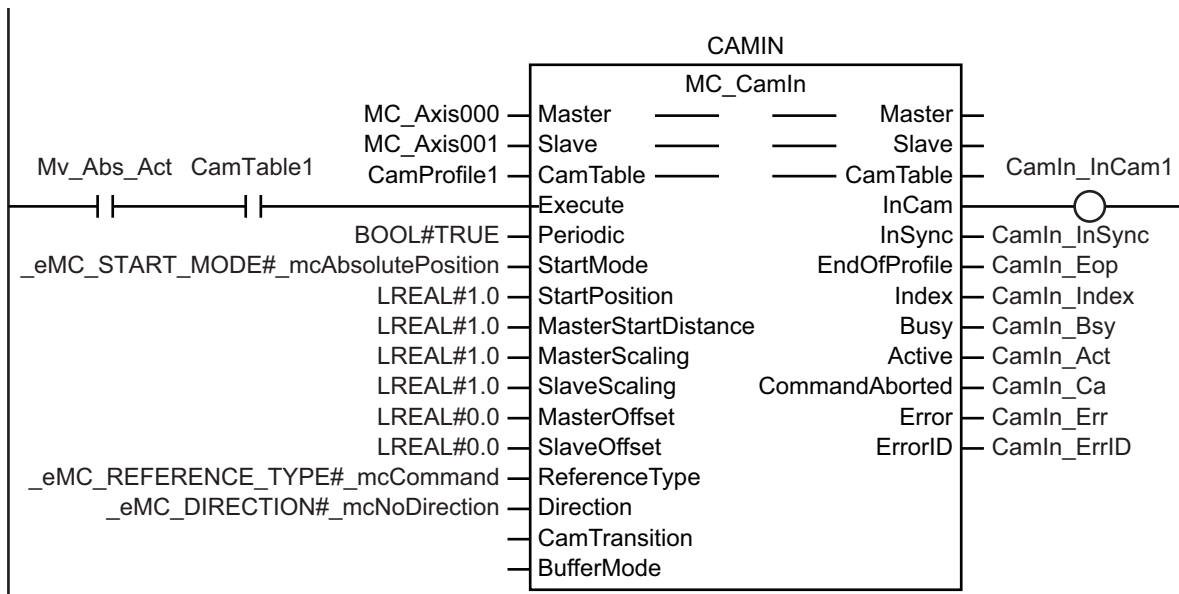 CAMIN
MC_CamIn
MC_Axis000 Master Master
MC_Axis001 Slave Slave
Mv_Abs_Act CamTable1 CamProfile1 CamTable CamTable CamIn_InCam1
Execute InCam
BOOL#TRUE Periodic InSync CamIn_InSync
_eMC_START_MODE#_mcAbsolutePosition StartMode EndOfProfile CamIn_Eop
LREAL#1.0 StartPosition Index CamIn_Index
LREAL#1.0 MasterStartDistance Busy CamIn_Bsy
LREAL#1.0 MasterScaling Active CamIn_Act
LREAL#1.0 SlaveScaling CommandAborted CamIn_Ca
LREAL#0.0 MasterOffset Error CamIn_Err
LREAL#0.0 SlaveOffset ErrorID CamIn_ErrID
_eMC_REFERENCE_TYPE#_mcCommand ReferenceType
_eMC_DIRECTION#_mcNoDirection Direction
CamTransition
BufferMode